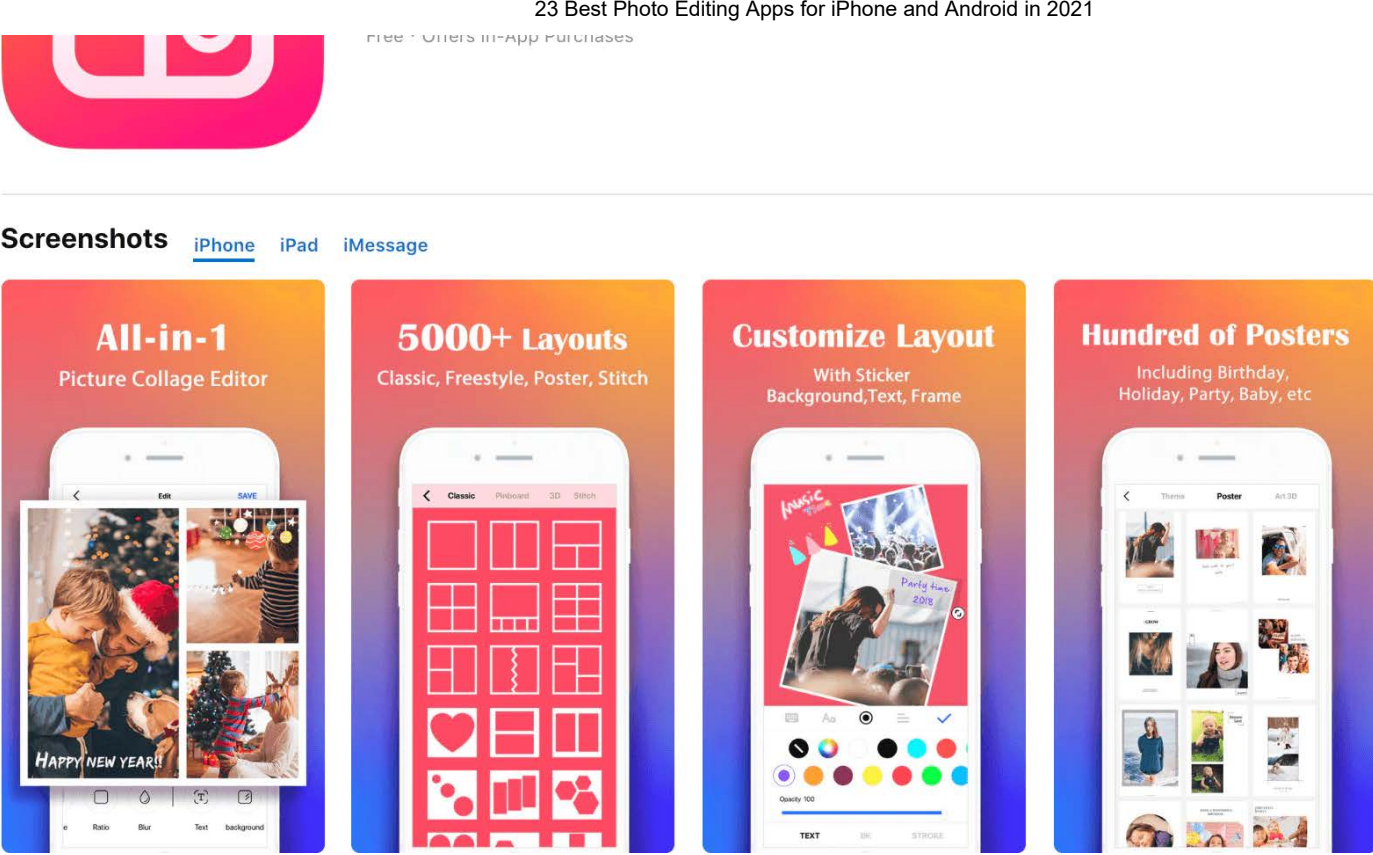 23 Best Photo Editing Apps for iPhone and Android in 2021
Free · Offers In-App Purchases
Screenshots
iPhone iPad iMessage
All-in-1
Picture Collage Editor
Edit SAVE
HAPPY NEW YEAR!!
e Ratio Blur Text background
5000+ Layouts
Classic, Freestyle, Poster, Stitch
Classic Pinboard 3D Stitch
Customize Layout
With Sticker
Background,Text, Frame
Music
Time
Party time
2018
Aa
Opacity 100
TEXT BK STROKE
Hundred of Posters
Including Birthday,
Holiday, Party, Baby, etc
Theme Poster Art 3D